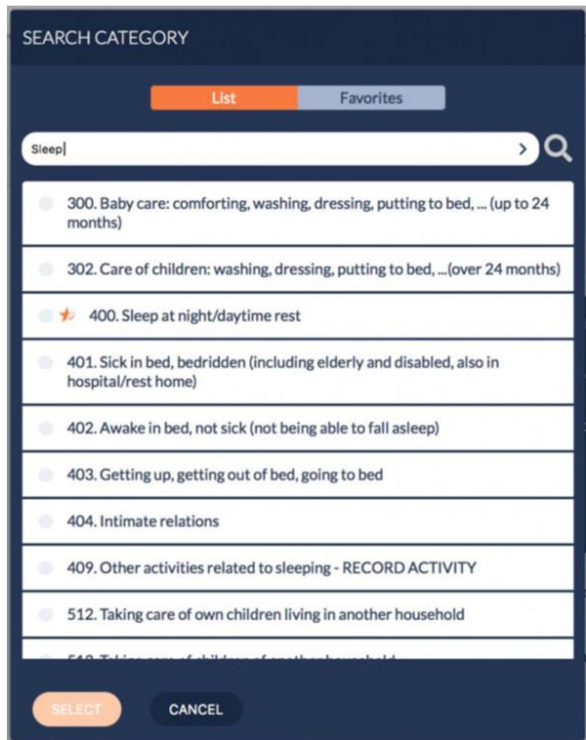 SEARCH CATEGORY
List Favorites
Sleep
300. Baby care: comforting, washing, dressing, putting to bed, ... (up to 24
months)
302. Care of children: washing, dressing, putting to bed, ...(over 24 months)
400. Sleep at night/daytime rest
401. Sick in bed, bedridden (including elderly and disabled, also in
hospital/rest home)
402. Awake in bed, not sick (not being able to fall asleep)
403. Getting up, getting out of bed, going to bed
404. Intimate relations
409. Other activities related to sleeping - RECORD ACTIVITY
512. Taking care of own children living in another household
SELECT CANCEL